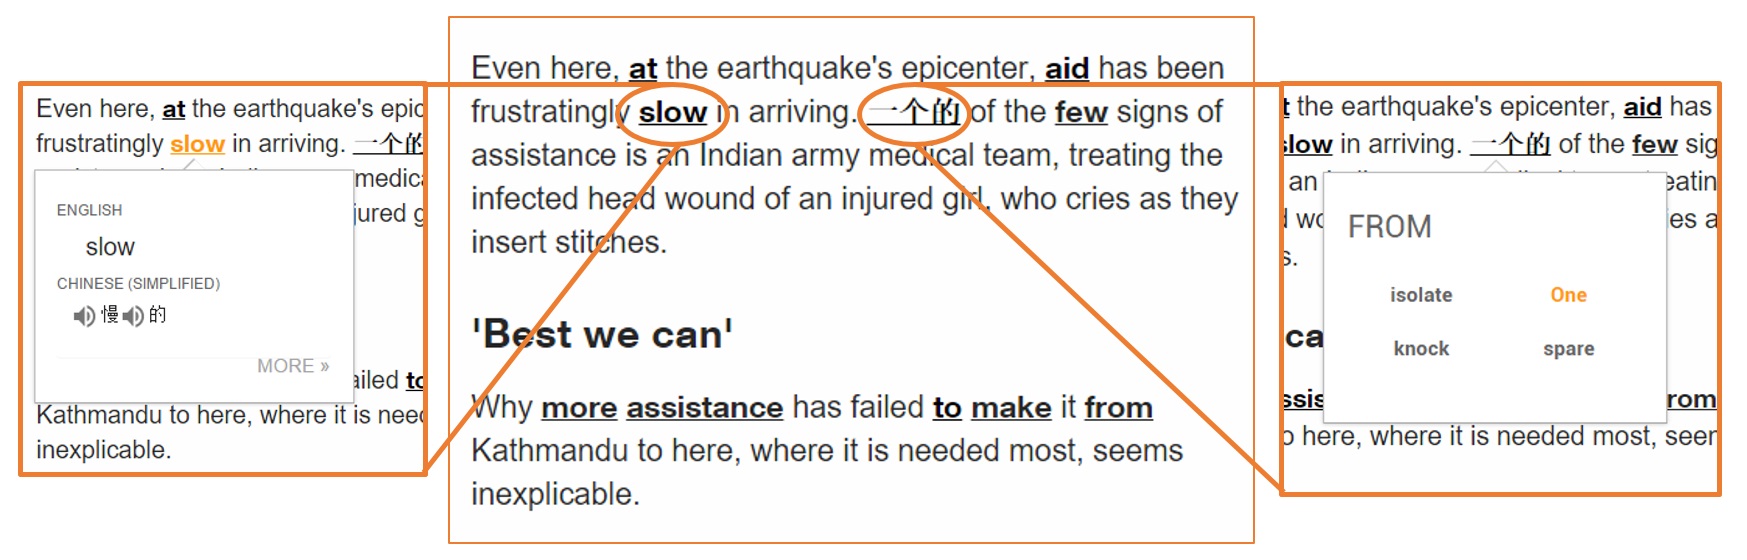 Even here, at the earthquake's epic
frustratingly slow in arriving. 一个的
medica
jured g
ENGLISH
slow
CHINESE (SIMPLIFIED)
慢 的
MORE »
ailed to
Kathmandu to here, where it is need
inexplicable.
Even here, at the earthquake's epicenter, aid has been
frustratingly slow in arriving. 一个的 of the few signs of
assistance is an Indian army medical team, treating the
infected head wound of an injured girl, who cries as they
insert stitches.
'Best we can'
Why more assistance has failed to make it from
Kathmandu to here, where it is needed most, seems
inexplicable.
t the earthquake's epicenter, aid has
slow in arriving. 一个的 of the few sig
an
eatin
wo
ies a
s.
FROM
isolate One
knock spare
ca
ssis
rom
o here, where it is needed most, seer